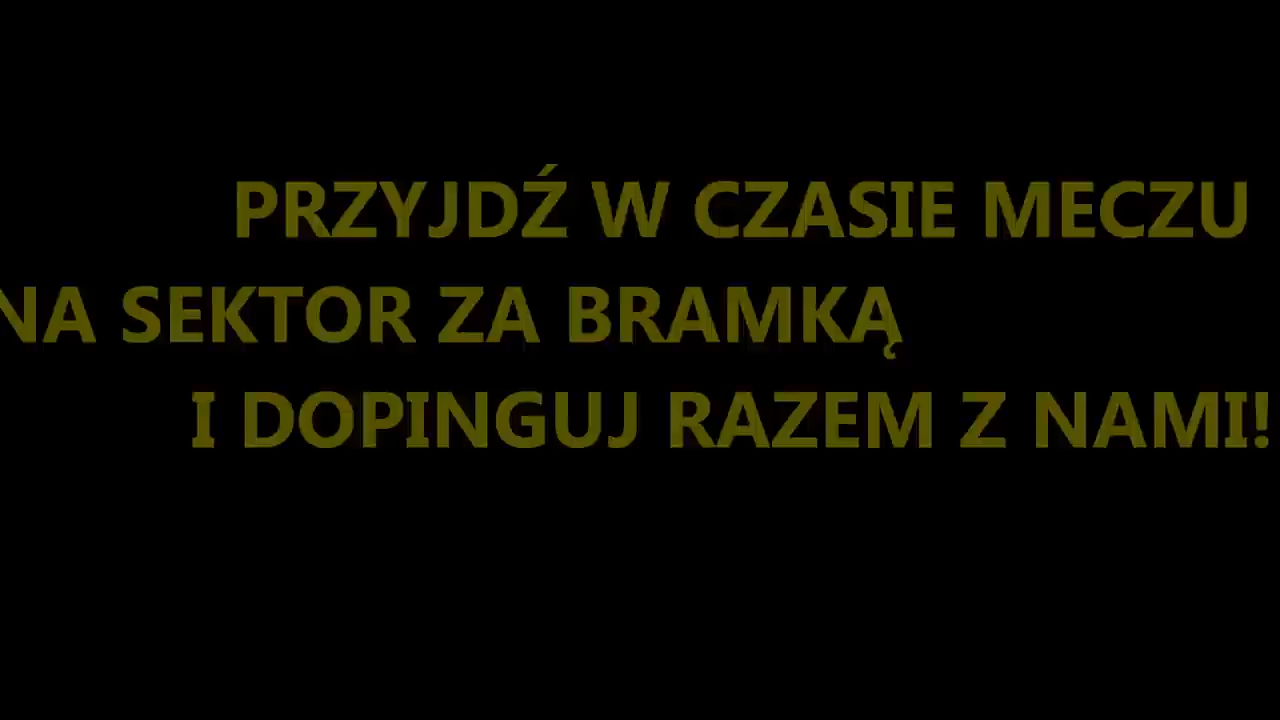 PRZYJDŹ W CZASIE MECZU
NA SEKTOR ZA BRAMKĄ
I DOPINGUJ RAZEM Z NAMI!